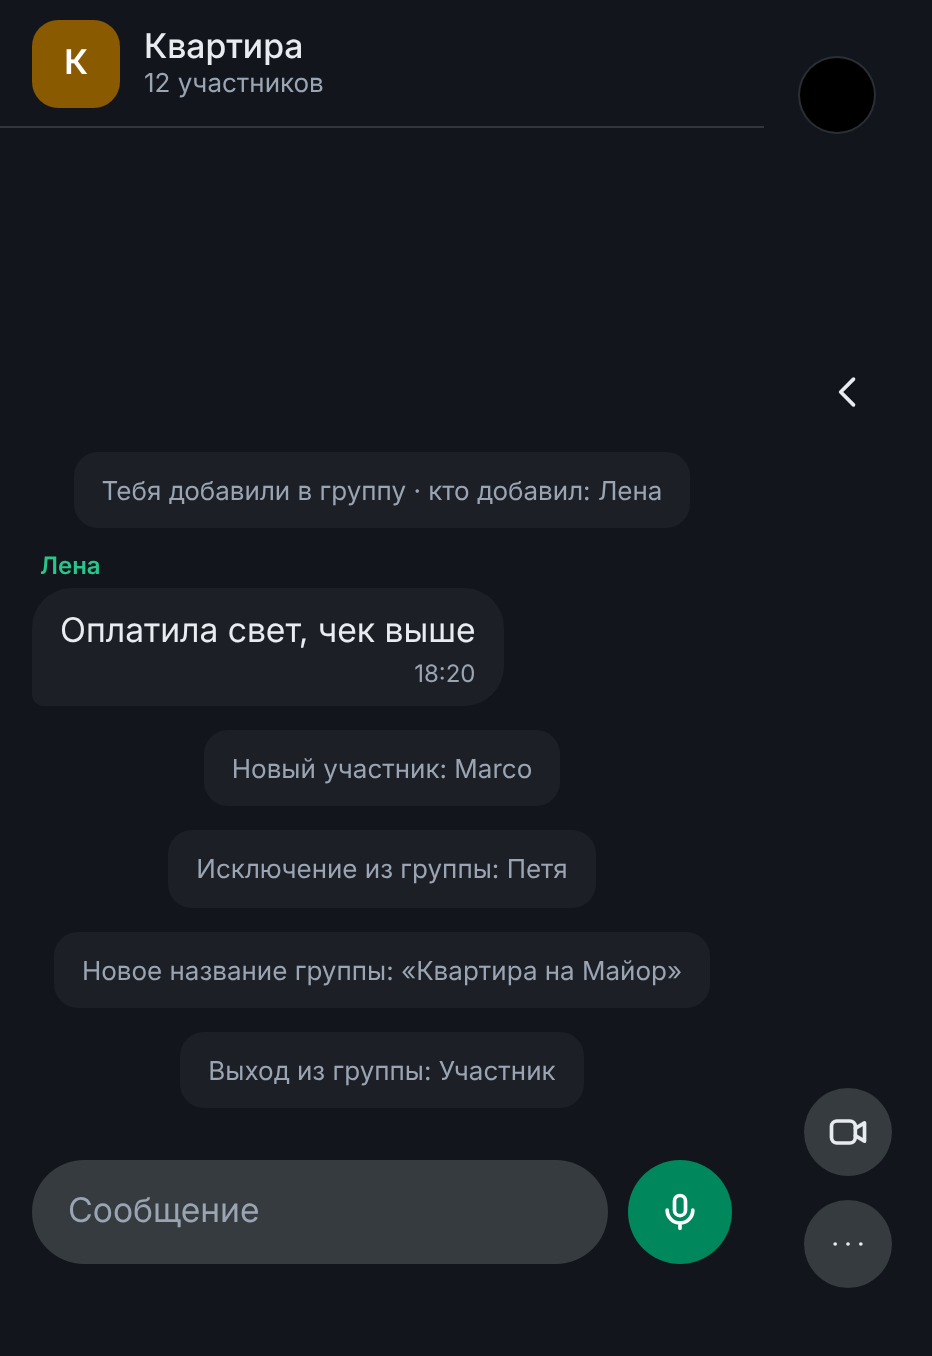 К
Квартира
12 участников
Тебя добавили в группу · кто добавил: Лена
Лена
Оплатила свет, чек выше
18:20
Новый участник: Marco
Исключение из группы: Петя
Новое название группы: «Квартира на Майор»
Выход из группы: Участник
Сообщение